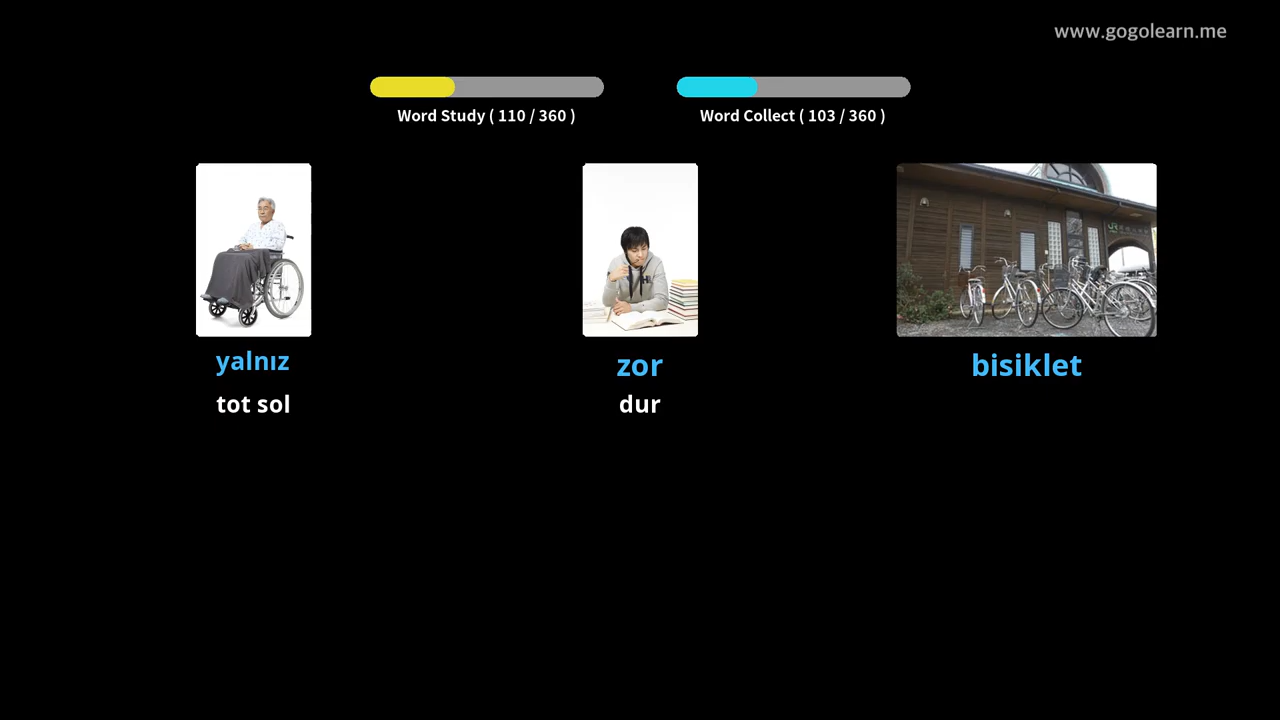 www.gogolearn.me
Word Study ( 110 / 360 )
Word Collect ( 103 / 360 )
yalnız
zor
bisiklet
tot sol
dur